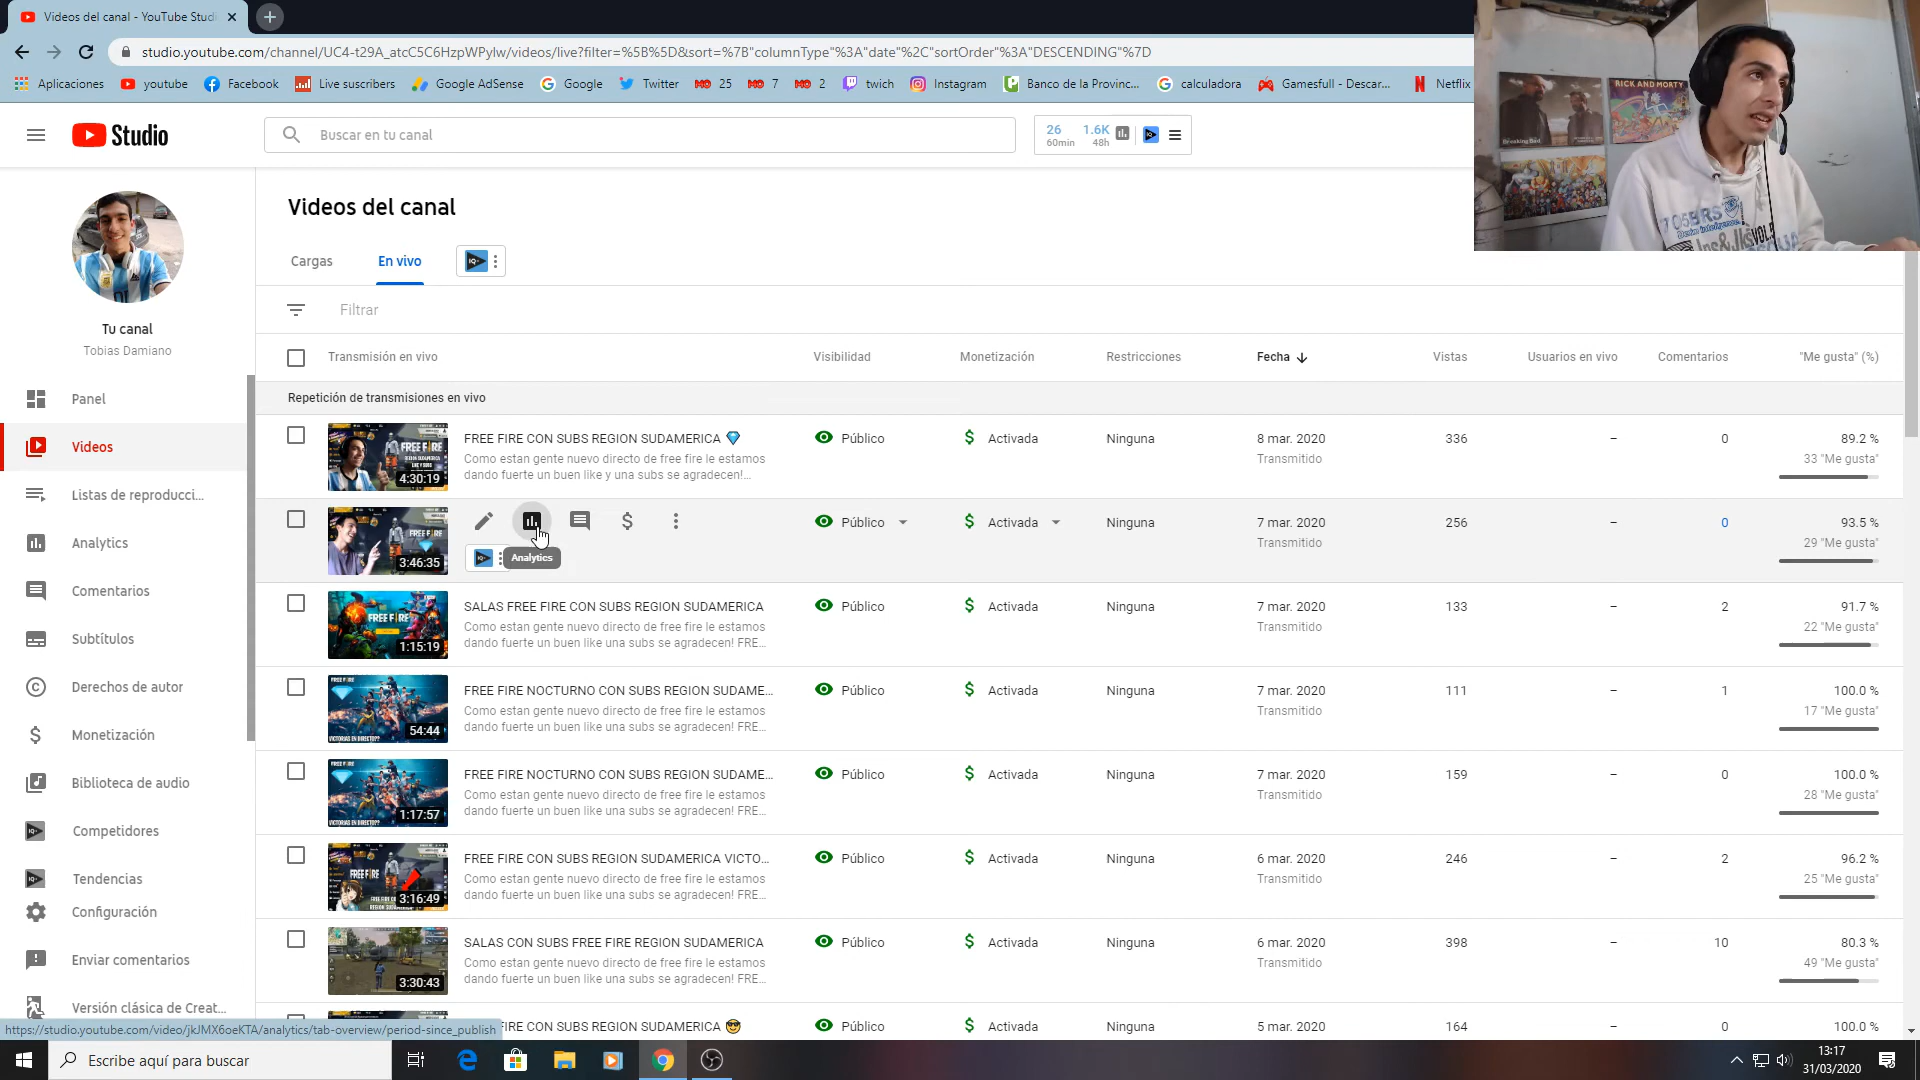 Videos del canal - YouTube Studi
studio.youtube.com/channel/UC4-t29A_atcC5C6HzpWPylw/videos/live?filter=%5B%5D&sort=%7B"columnType"%3A"date"%2C"sortOrder"%3A"DESCENDING"%7D
Aplicaciones youtube Facebook Live suscribers Google AdSense Google Twitter MO 25 MO 7 MO 2 twich Instagram Banco de la Provinc... calculadora Gamesfull - Descar... Netflix
Studio
Buscar en tu canal
26 1.6K
60min 48h
RICK AND MORTY
Breaking Bad
Videos del canal
Cargas En vivo
Filtrar
Tu canal
Tobias Damiano
Panel
Videos
Listas de reproducci...
Analytics
Comentarios
Subtítulos
Derechos de autor
Monetización
Biblioteca de audio
Competidores
Tendencias
Configuración
Enviar comentarios
Versión clásica de Creat...
Transmisión en vivo Visibilidad Monetización Restricciones Fecha Vistas Usuarios en vivo Comentarios "Me gusta" (%)
Repetición de transmisiones en vivo
FREE FIRE CON SUBS REGION SUDAMERICA 💎 Público Activada Ninguna 8 mar. 2020 336 – 0 89.2 %
Como estan gente nuevo directo de free fire le estamos Transmitido 33 "Me gusta"
dando fuerte un buen like y una subs se agradecen!...
4:30:19
Público Activada Ninguna 7 mar. 2020 256 – 0 93.5 %
Transmitido 29 "Me gusta"
Analytics
3:46:35
SALAS FREE FIRE CON SUBS REGION SUDAMERICA Público Activada Ninguna 7 mar. 2020 133 – 2 91.7 %
Como estan gente nuevo directo de free fire le estamos Transmitido 22 "Me gusta"
dando fuerte un buen like una subs se agradecen! FRE...
FREE FIRE
1:15:19
FREE FIRE NOCTURNO CON SUBS REGION SUDAME... Público Activada Ninguna 7 mar. 2020 111 – 1 100.0 %
Como estan gente nuevo directo de free fire le estamos Transmitido 17 "Me gusta"
dando fuerte un buen like una subs se agradecen! FRE...
54:44
FREE FIRE NOCTURNO CON SUBS REGION SUDAME... Público Activada Ninguna 7 mar. 2020 159 – 0 100.0 %
Como estan gente nuevo directo de free fire le estamos Transmitido 28 "Me gusta"
dando fuerte un buen like una subs se agradecen! FRE...
1:17:57
FREE FIRE CON SUBS REGION SUDAMERICA VICTO... Público Activada Ninguna 6 mar. 2020 246 – 2 96.2 %
Como estan gente nuevo directo de free fire le estamos Transmitido 25 "Me gusta"
dando fuerte un buen like una subs se agradecen! FRE...
FREE FIRE
3:16:49
SALAS CON SUBS FREE FIRE REGION SUDAMERICA Público Activada Ninguna 6 mar. 2020 398 – 10 80.3 %
Como estan gente nuevo directo de free fire le estamos Transmitido 49 "Me gusta"
dando fuerte un buen like una subs se agradecen! FRE...
3:30:43
FIRE CON SUBS REGION SUDAMERICA 😎 Público Activada Ninguna 5 mar. 2020 164 – 0 100.0 %
https://studio.youtube.com/video/jkJMX6oeKTA/analytics/tab-overview/period-since_publish
Escribe aquí para buscar
13:17
31/03/2020